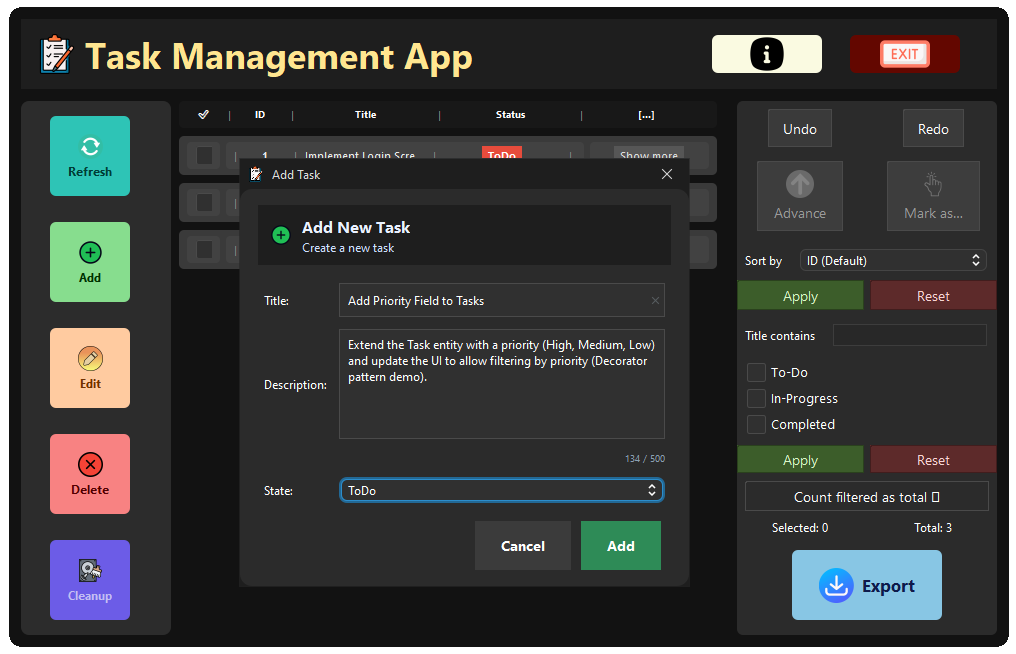 Task Management App
EXIT
Refresh
Add
Edit
Delete
Cleanup
ID | Title | Status | [...]
1 | Implement Login Scre | ToDo | Show more
Add Task
Add New Task
Create a new task
Title:
Add Priority Field to Tasks
Description:
Extend the Task entity with a priority (High, Medium, Low)
and update the UI to allow filtering by priority (Decorator
pattern demo).
134 / 500
State:
ToDo
Cancel
Add
Undo
Redo
Advance
Mark as...
Sort by
ID (Default)
Apply
Reset
Title contains
To-Do
In-Progress
Completed
Apply
Reset
Count filtered as total
Selected: 0
Total: 3
Export